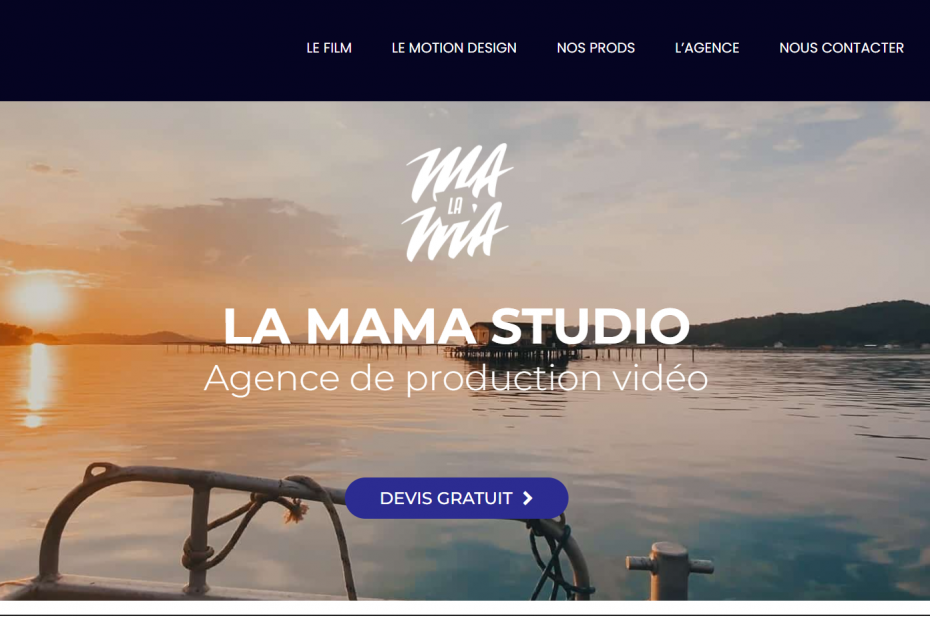 LE FILM LE MOTION DESIGN NOS PRODS L’AGENCE NOUS CONTACTER
MA
LA
MA
LA MAMA STUDIO
Agence de production vidéo
DEVIS GRATUIT